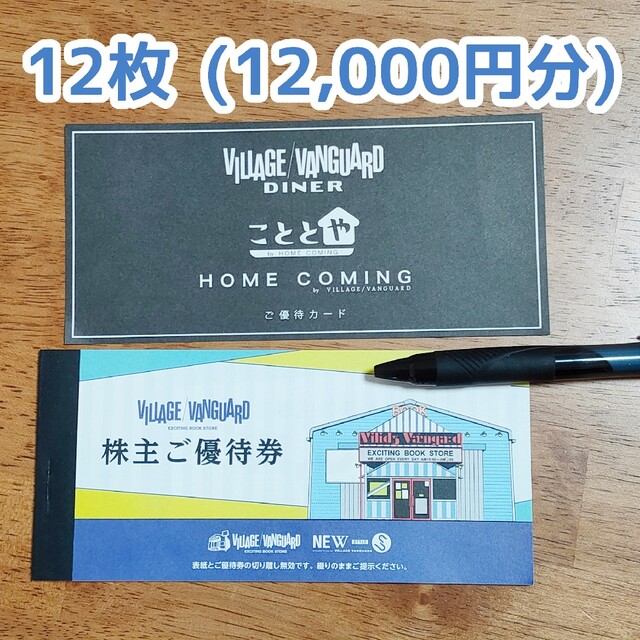 12枚 (12,000円分)
VILLAGE/VANGUARD
DINER
こととや
by HOME COMING
HOME COMING
by VILLAGE/VANGUARD
ご優待カード
VILLAGE/VANGUARD
EXCITING BOOK STORE
株主ご優待券
BOOK
Village Vanguard
EXCITING BOOK STORE
VILLAGE/VANGUARD
EXCITING BOOK STORE
NEW STYLE
VILLAGE VANGUARD
表紙とご優待券の切り離し無効です。綴りのままご提示ください。